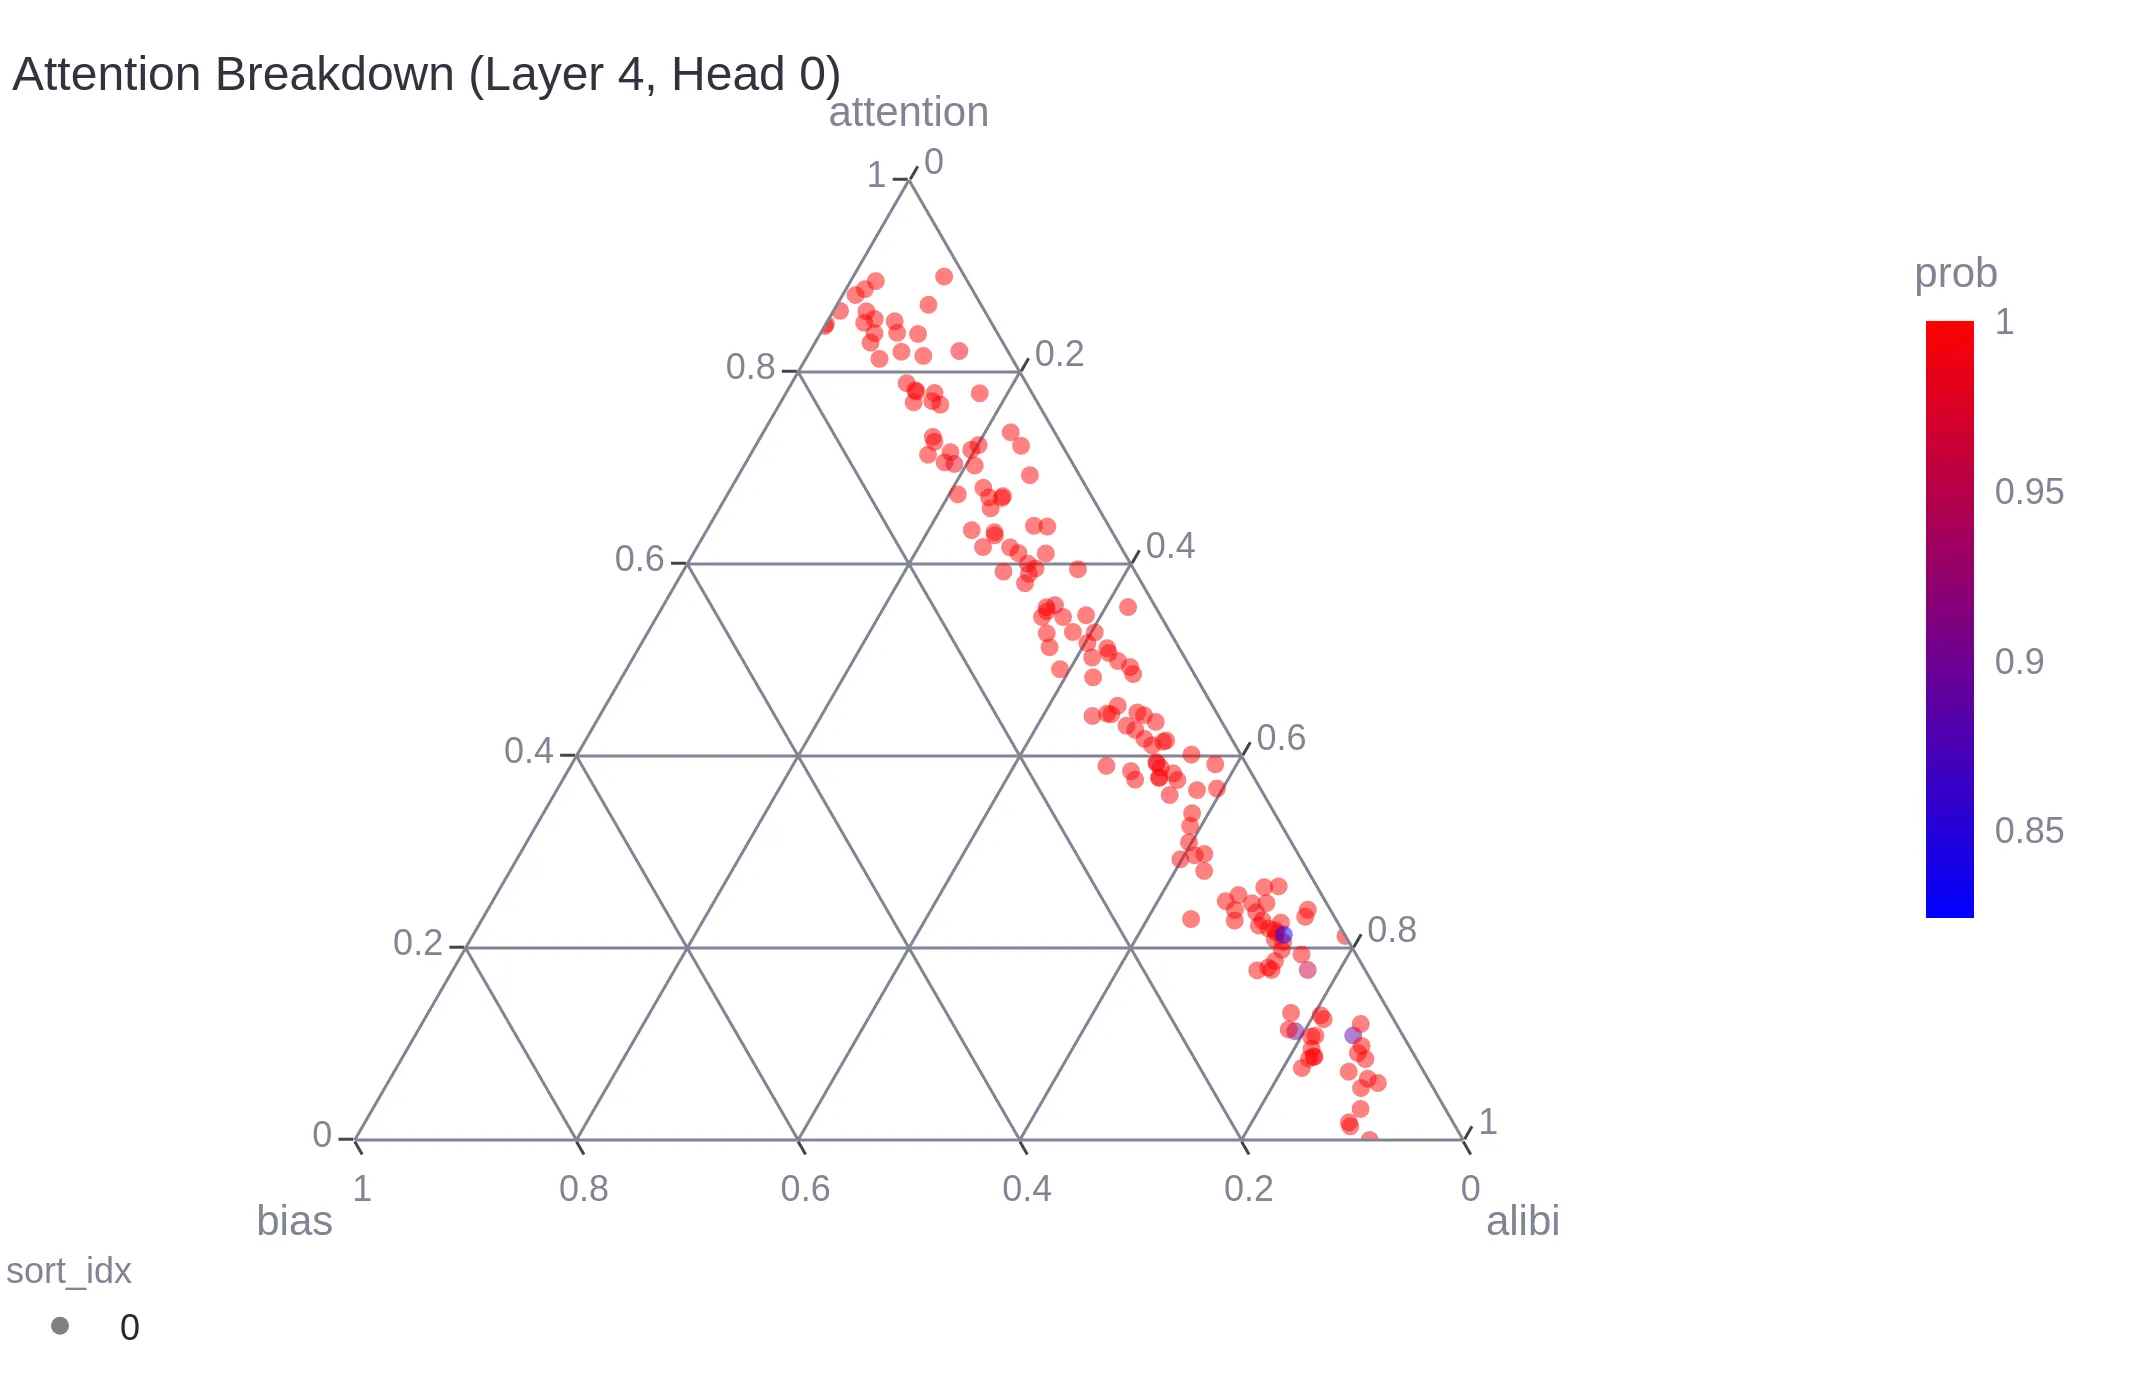 Attention Breakdown (Layer 4, Head 0)
attention
1 0
0.8 0.2
0.6 0.4
0.4 0.6
0.2 0.8
0 1
1 0.8 0.6 0.4 0.2 0
bias alibi
prob
1
0.95
0.9
0.85
sort_idx
0